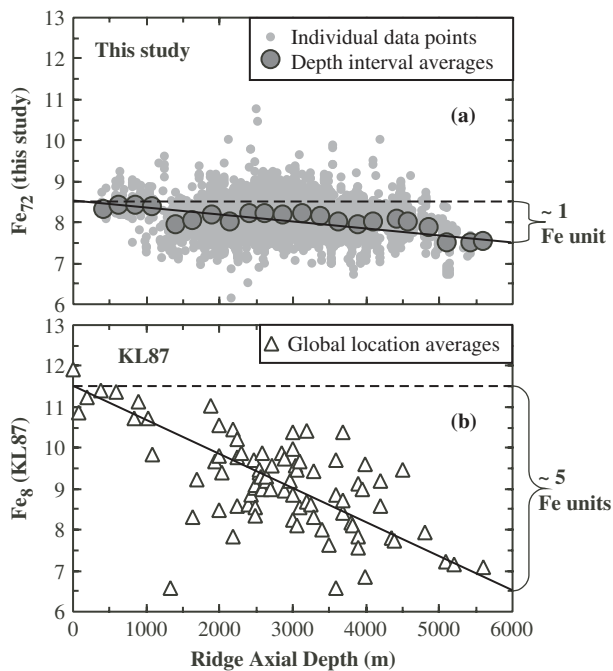 This study
Individual data points
Depth interval averages
(a)
13
12
11
10
9
8
7
6
Fe72 (this study)
~ 1
Fe unit
KL87
Global location averages
(b)
13
12
11
10
9
8
7
6
Fe8 (KL87)
~ 5
Fe units
0 1000 2000 3000 4000 5000 6000
Ridge Axial Depth (m)